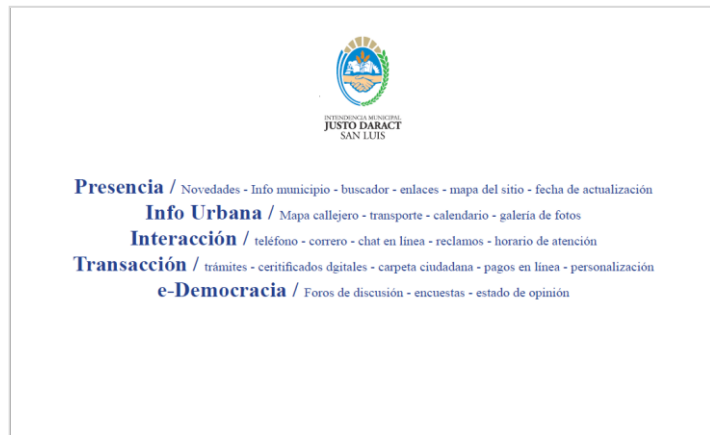 INTENDENCIA MUNICIPAL
JUSTO DARACT
SAN LUIS
Presencia / Novedades - Info municipio - buscador - enlaces - mapa del sitio - fecha de actualización
Info Urbana / Mapa callejero - transporte - calendario - galería de fotos
Interacción / teléfono - correro - chat en línea - reclamos - horario de atención
Transacción / trámites - ceritificados dgitales - carpeta ciudadana - pagos en línea - personalización
e-Democracia / Foros de discusión - encuestas - estado de opinión